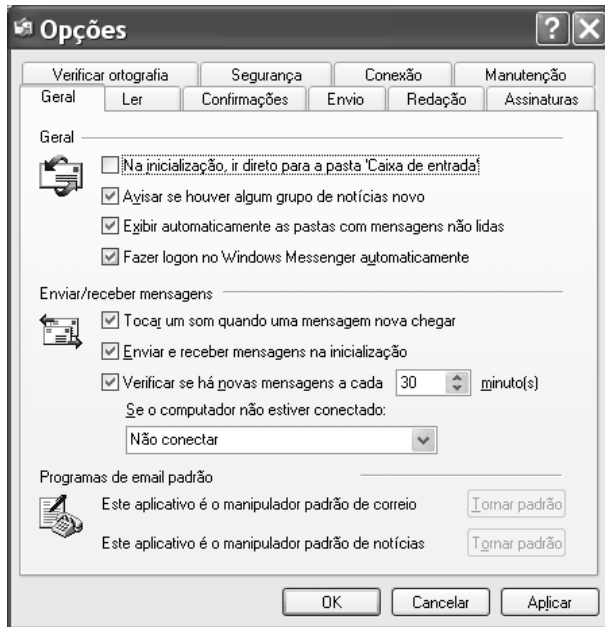 Opções
Verificar ortografia Segurança Conexão Manutenção
Geral Ler Confirmações Envio Redação Assinaturas
Geral
Na inicialização, ir direto para a pasta 'Caixa de entrada'
Avisar se houver algum grupo de notícias novo
Exibir automaticamente as pastas com mensagens não lidas
Fazer logon no Windows Messenger automaticamente
Enviar/receber mensagens
Tocar um som quando uma mensagem nova chegar
Enviar e receber mensagens na inicialização
Verificar se há novas mensagens a cada 30 minuto(s)
Se o computador não estiver conectado:
Não conectar
Programas de email padrão
Este aplicativo é o manipulador padrão de correio Tornar padrão
Este aplicativo é o manipulador padrão de notícias Tornar padrão
OK Cancelar Aplicar